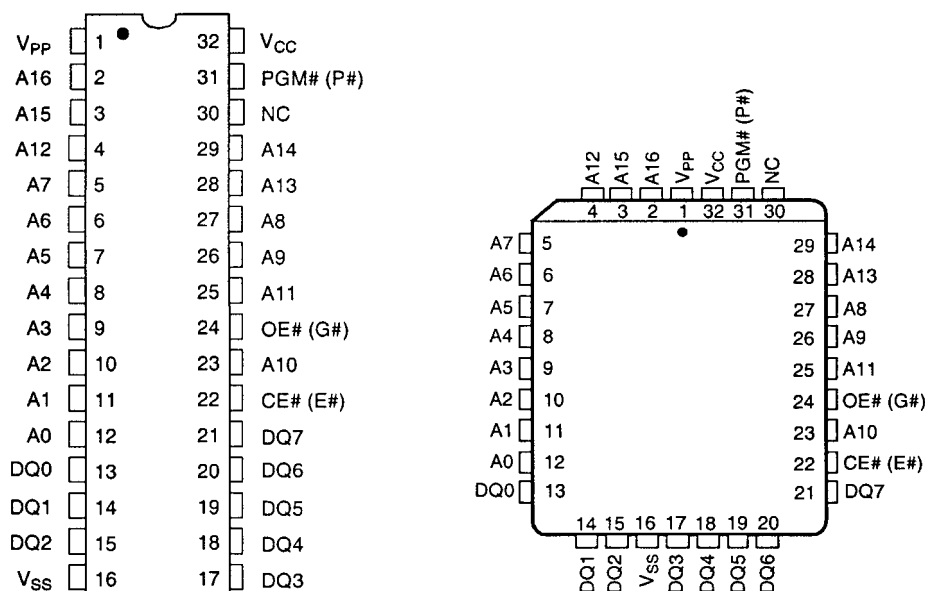 VPP 1 32 VCC
A16 2 31 PGM# (P#)
A15 3 30 NC
A12 4 29 A14
A7 5 28 A13
A6 6 27 A8
A5 7 26 A9
A4 8 25 A11
A3 9 24 OE# (G#)
A2 10 23 A10
A1 11 22 CE# (E#)
A0 12 21 DQ7
DQ0 13 20 DQ6
DQ1 14 19 DQ5
DQ2 15 18 DQ4
VSS 16 17 DQ3
A12 A15 A16 VPP VCC PGM# (P#) NC
4 3 2 1 32 31 30
A7 5 29 A14
A6 6 28 A13
A5 7 27 A8
A4 8 26 A9
A3 9 25 A11
A2 10 24 OE# (G#)
A1 11 23 A10
A0 12 22 CE# (E#)
DQ0 13 21 DQ7
14 15 16 17 18 19 20
DQ1 DQ2 VSS DQ3 DQ4 DQ5 DQ6